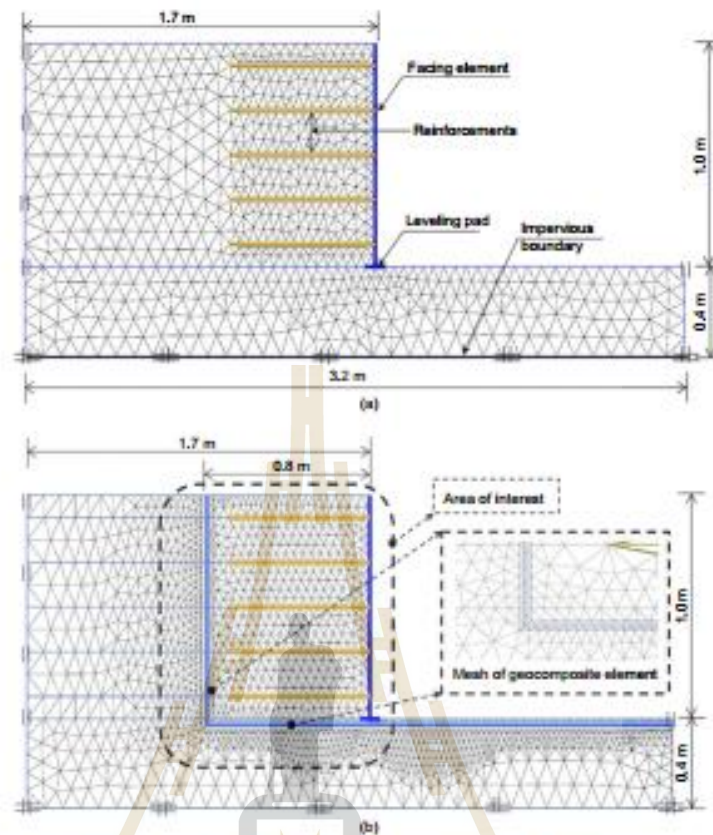 1.7 m
Facing element
Reinforcements
1.0 m
Leveling pad
Impervious
boundary
0.4 m
3.2 m
(a)
1.7 m
0.8 m
Area of interest
1.0m
Mesh of geocomposite element
0.4 m
(b)